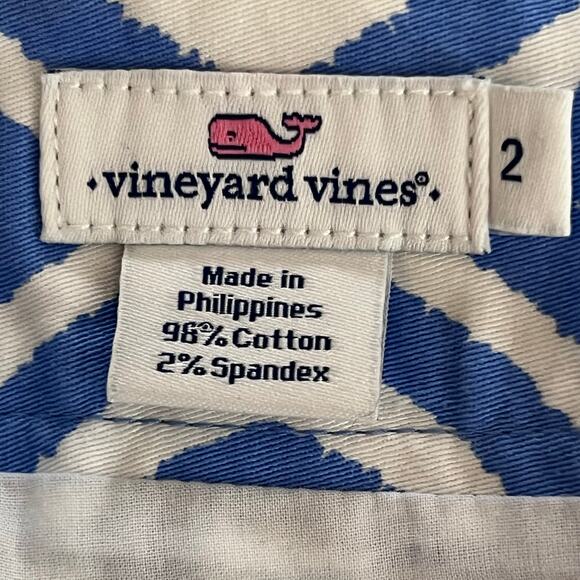 vineyard vines®
2
Made in
Philippines
98% Cotton
2% Spandex